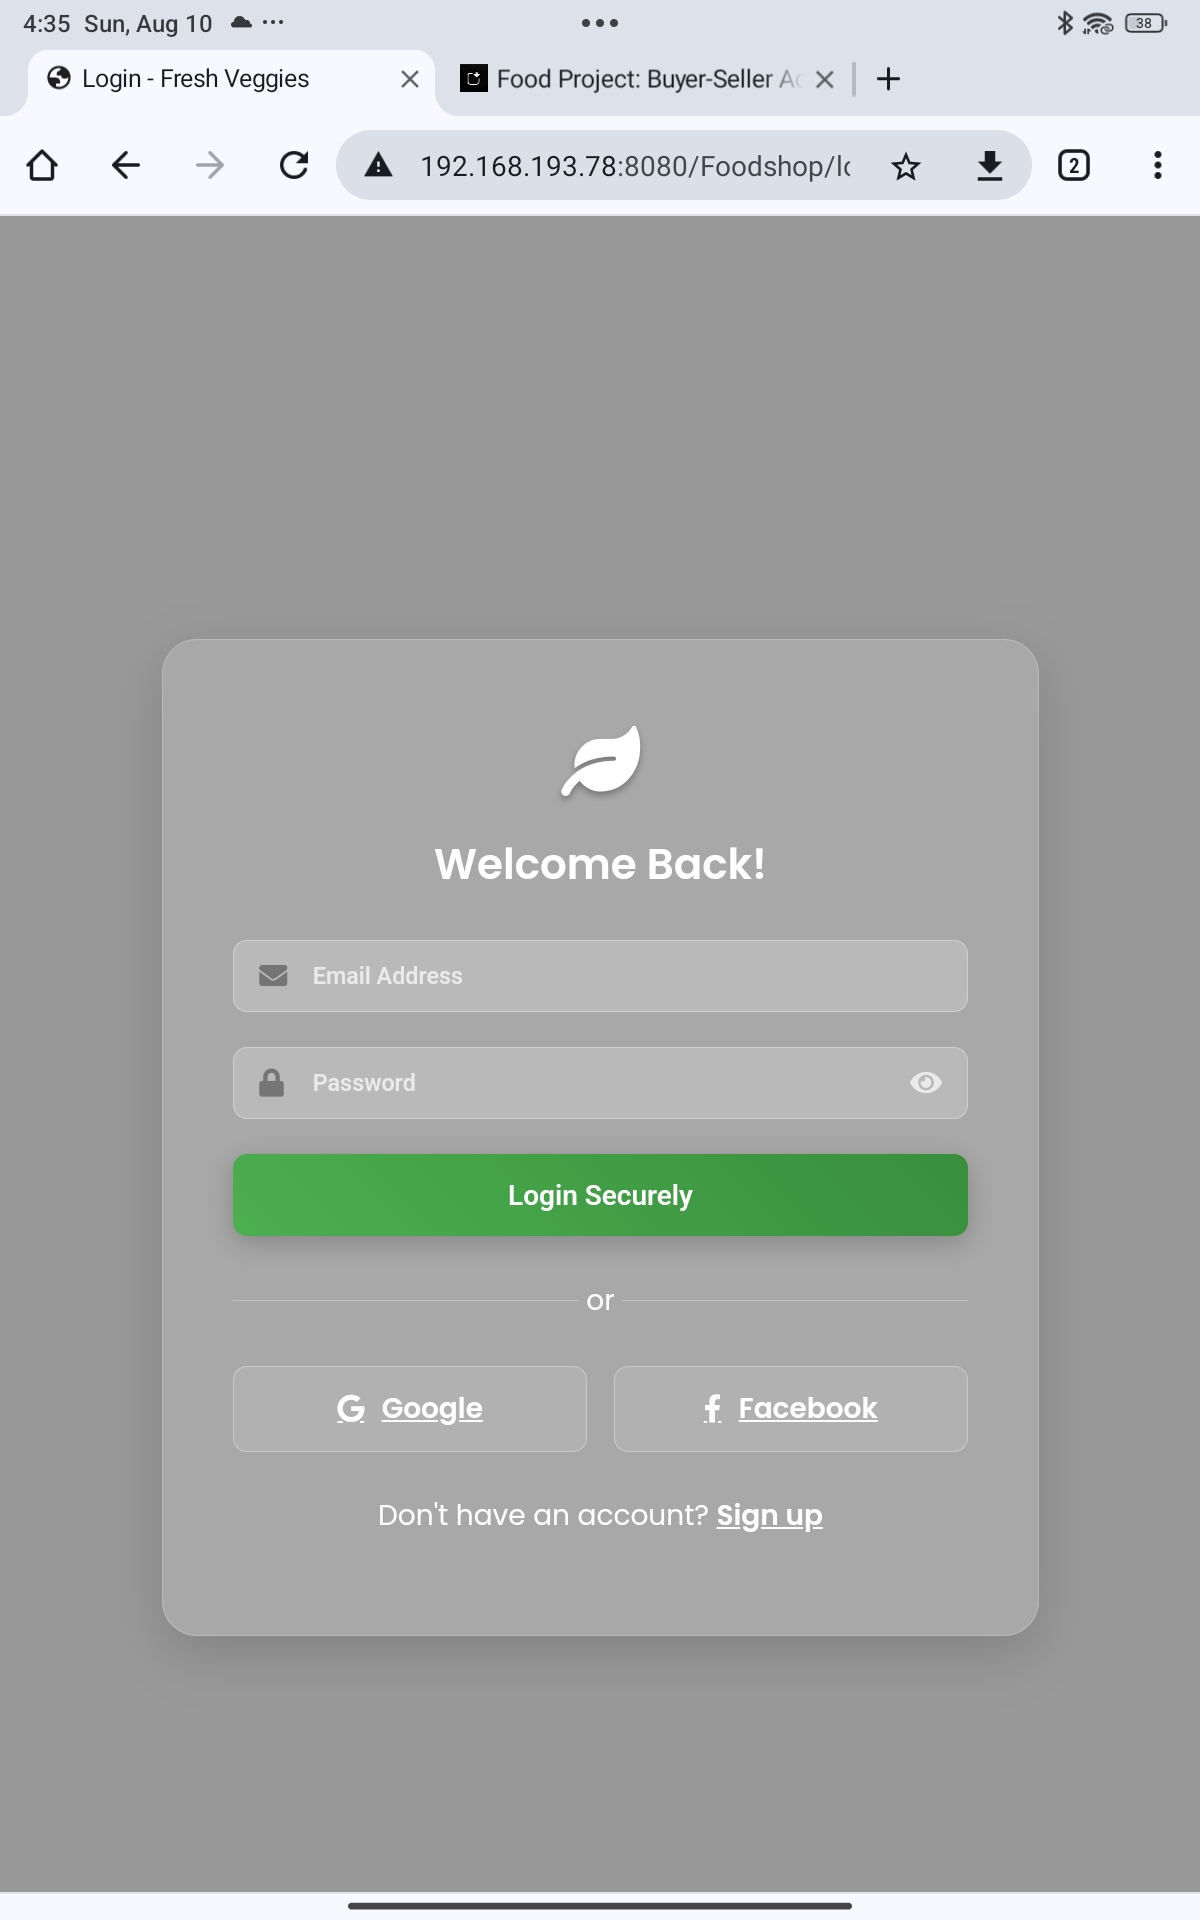 4:35 Sun, Aug 10
38
Login - Fresh Veggies
Food Project: Buyer-Seller Ac
192.168.193.78:8080/Foodshop/lo
2
Welcome Back!
Email Address
Password
Login Securely
or
Google
Facebook
Don't have an account? Sign up